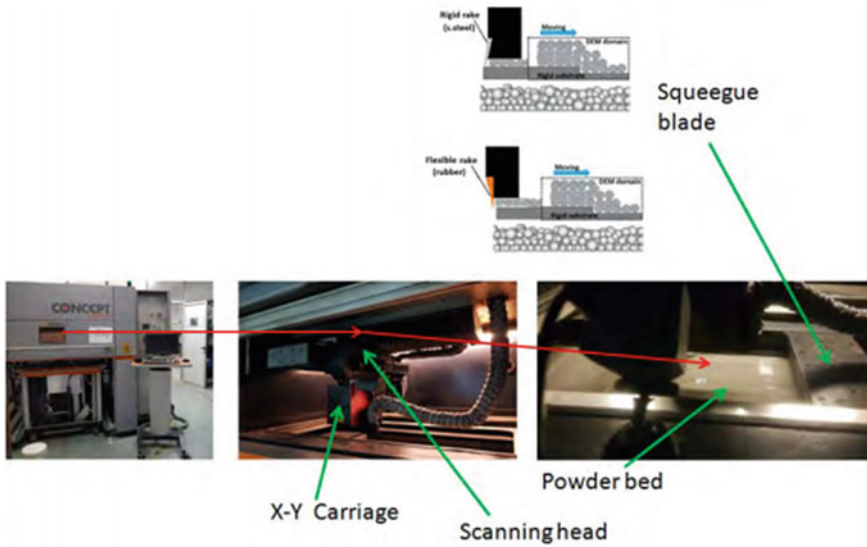 Rigid rake
(s.steel)
Moving
DEM domain
Rigid substrate
Squeegue
blade
Flexible rake
(rubber)
Moving
DEM domain
Rigid substrate
CONCEPT
Powder bed
X-Y Carriage
Scanning head